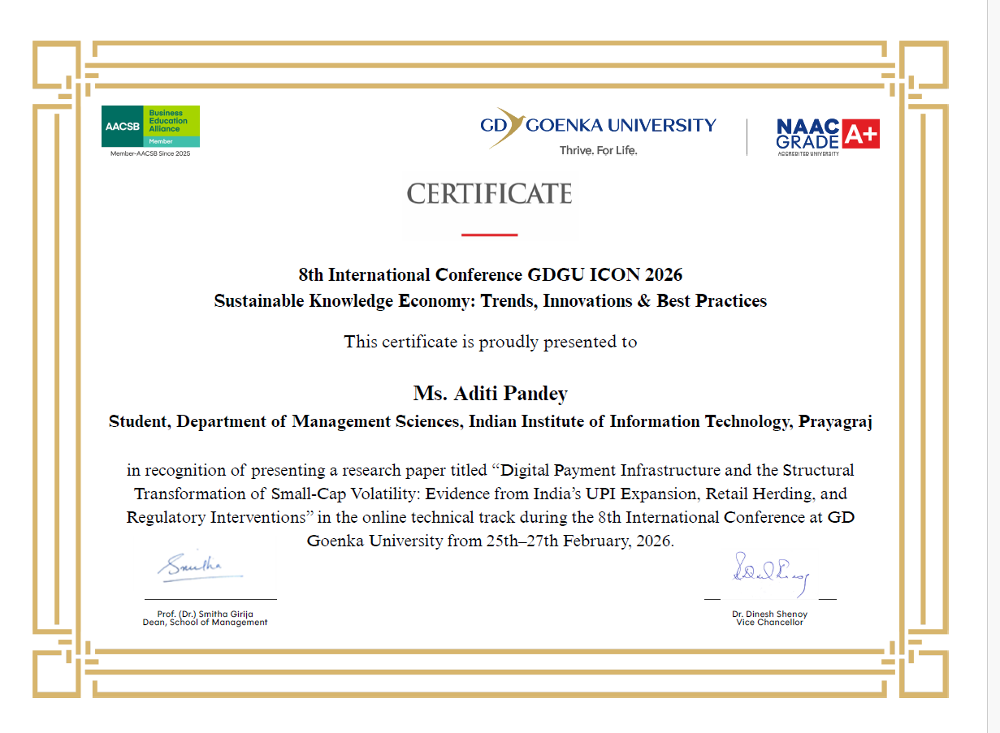 AACSB
Business
Education
Alliance
Member
Member-AACSB Since 2025
GD GOENKA UNIVERSITY
Thrive. For Life.
NAAC
GRADE A+
ACCREDITED UNIVERSITY
CERTIFICATE
8th International Conference GDGU ICON 2026
Sustainable Knowledge Economy: Trends, Innovations & Best Practices
This certificate is proudly presented to
Ms. Aditi Pandey
Student, Department of Management Sciences, Indian Institute of Information Technology, Prayagraj
in recognition of presenting a research paper titled “Digital Payment Infrastructure and the Structural
Transformation of Small-Cap Volatility: Evidence from India’s UPI Expansion, Retail Herding, and
Regulatory Interventions” in the online technical track during the 8th International Conference at GD
Goenka University from 25th–27th February, 2026.
Smitha
Prof. (Dr.) Smitha Girija
Dean, School of Management
Dr. Dinesh Shenoy
Vice Chancellor